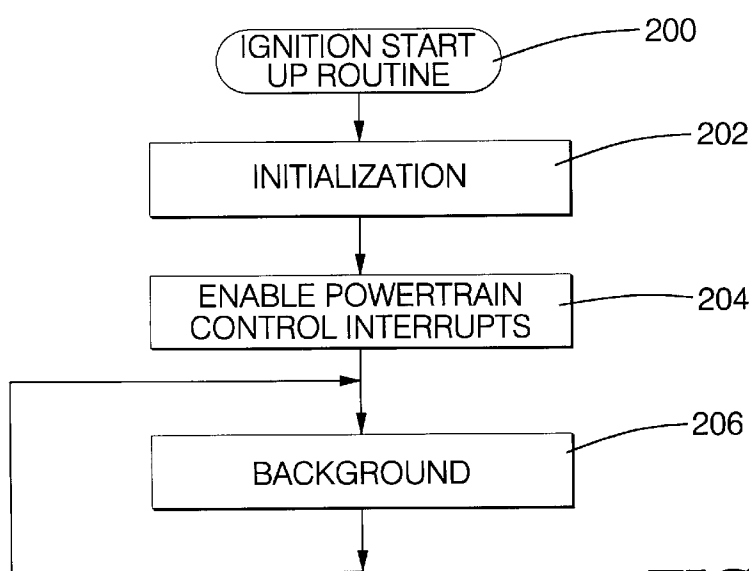 IGNITION START
UP ROUTINE
200
202
INITIALIZATION
ENABLE POWERTRAIN
CONTROL INTERRUPTS
204
206
BACKGROUND